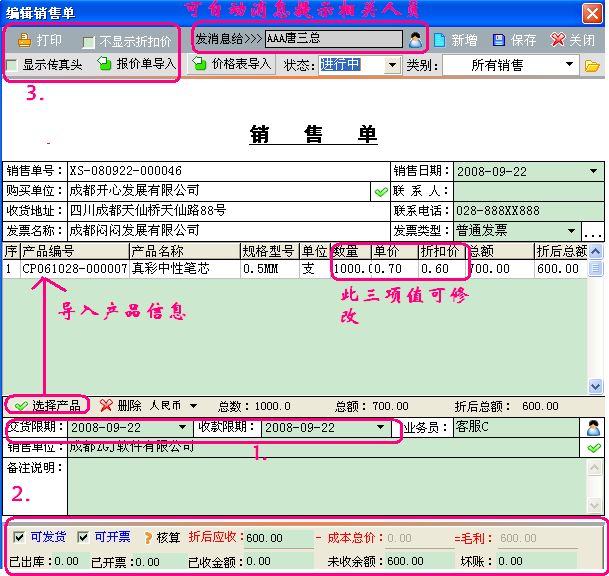 编辑销售单
可自动消息提示相关人员
打印 不显示折扣价 发消息给>>> AAA唐三总 新增 保存 关闭
显示传真头 报价单导入 价格表导入 状态: 进行中 类别: 所有销售
3.
销 售 单
销售单号: XS-080922-000046 销售日期: 2008-09-22
购买单位: 成都开心发展有限公司 联 系 人:
收货地址: 四川成都天仙桥天仙路88号 联系电话: 028-888XX888
发票名称: 成都闷闷发展有限公司 发票类型: 普通发票 ...
序 产品编号 产品名称 规格型号 单位 数量 单价 折扣价 总额 折后总额
1 CP061028-000007 真彩中性笔芯 0.5MM 支 1000.0 0.70 0.60 700.00 600.00
导入产品信息
此三项值可修
改
选择产品 删除 人民币 总数: 1000.0 总额: 700.00 折后总额: 600.00
交货限期: 2008-09-22 收款限期: 2008-09-22 业务员: 客服C
销售单位: 成都ZGJ软件有限公司
1.
备注说明:
2.
可发货 可开票 ? 核算 折后应收: 600.00 - 成本总价: 0.00 =毛利: 600.00
已出库: 0.00 已开票: 0.00 已收金额: 0.00 未收余额: 600.00 坏账: 0.00